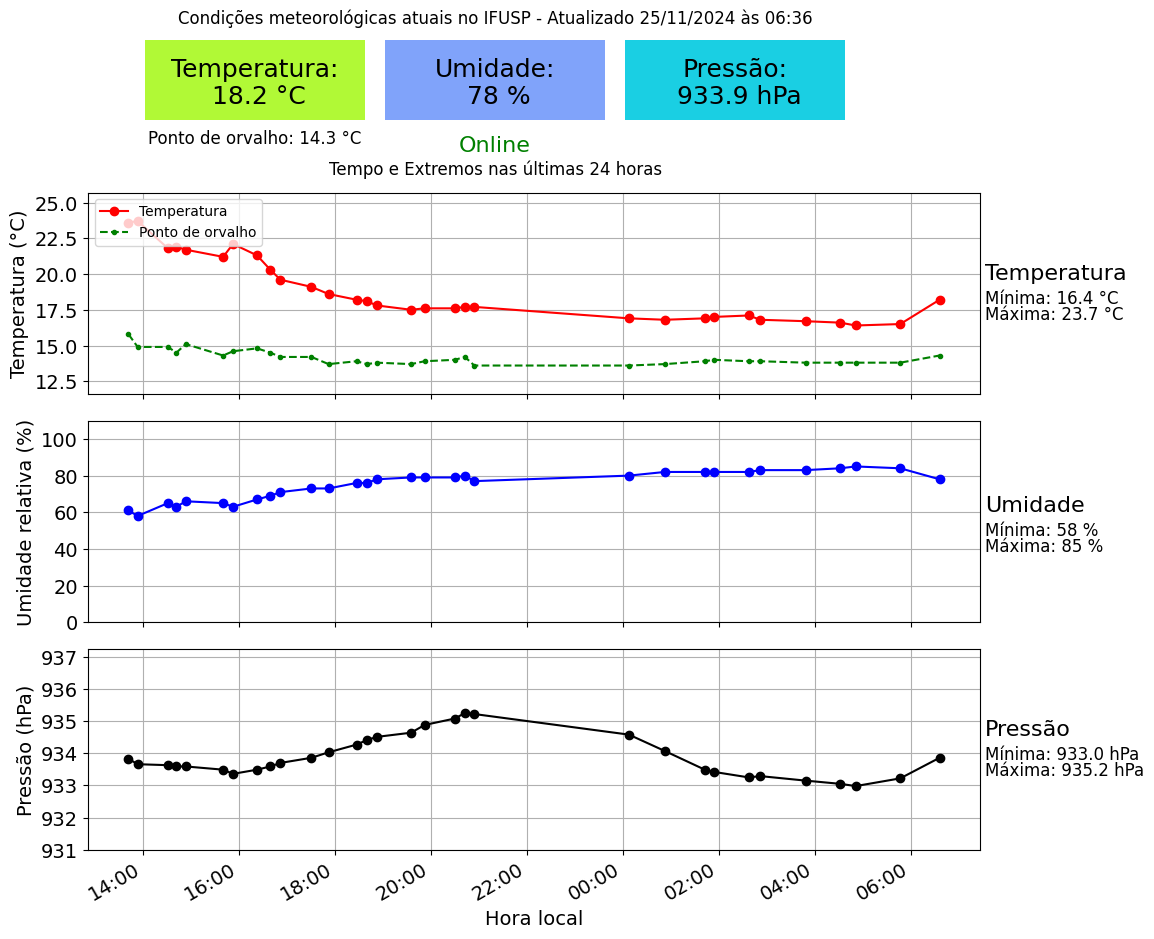 Condições meteorológicas atuais no IFUSP - Atualizado 25/11/2024 às 06:36
Temperatura:
18.2 °C
Umidade:
78 %
Pressão:
933.9 hPa
Ponto de orvalho: 14.3 °C
Online
Tempo e Extremos nas últimas 24 horas
Temperatura (°C)
25.0
22.5
20.0
17.5
15.0
12.5
Temperatura
Ponto de orvalho
Temperatura
Mínima: 16.4 °C
Máxima: 23.7 °C
Umidade relativa (%)
100
80
60
40
20
0
Umidade
Mínima: 58 %
Máxima: 85 %
Pressão (hPa)
937
936
935
934
933
932
931
Pressão
Mínima: 933.0 hPa
Máxima: 935.2 hPa
14:00
16:00
18:00
20:00
22:00
00:00
02:00
04:00
06:00
Hora local